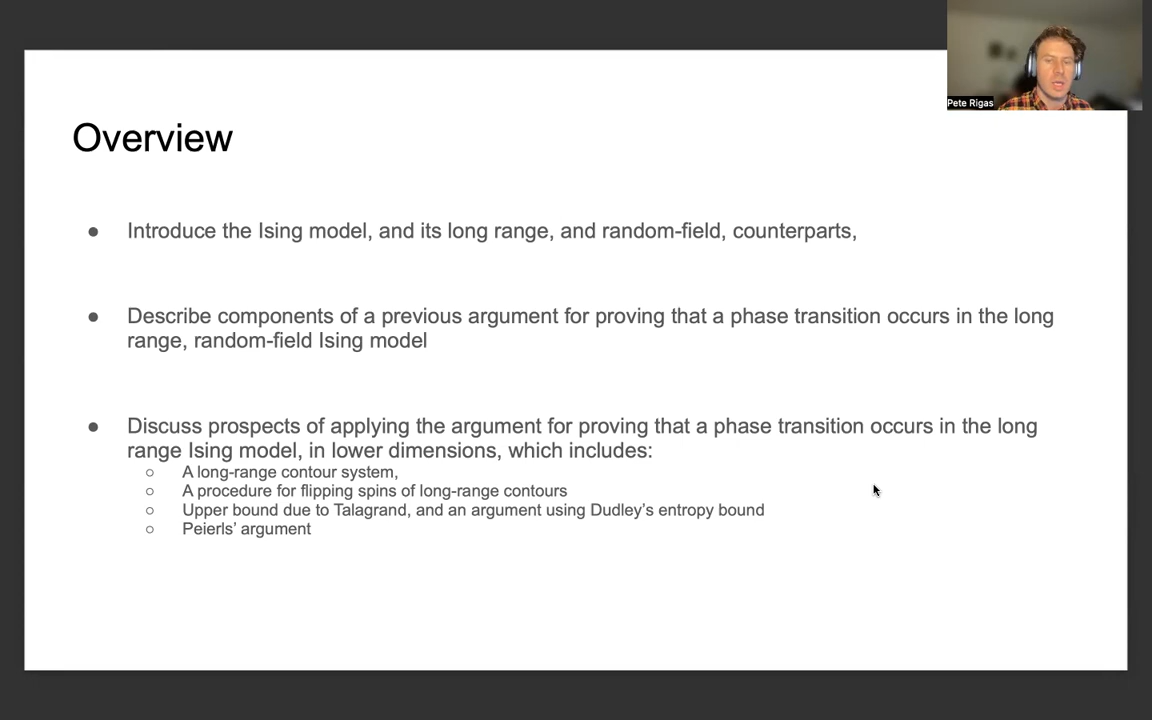 Pete Rigas
Overview
● Introduce the Ising model, and its long range, and random-field, counterparts,
● Describe components of a previous argument for proving that a phase transition occurs in the long
range, random-field Ising model
● Discuss prospects of applying the argument for proving that a phase transition occurs in the long
range Ising model, in lower dimensions, which includes:
○ A long-range contour system,
○ A procedure for flipping spins of long-range contours
○ Upper bound due to Talagrand, and an argument using Dudley's entropy bound
○ Peierls' argument